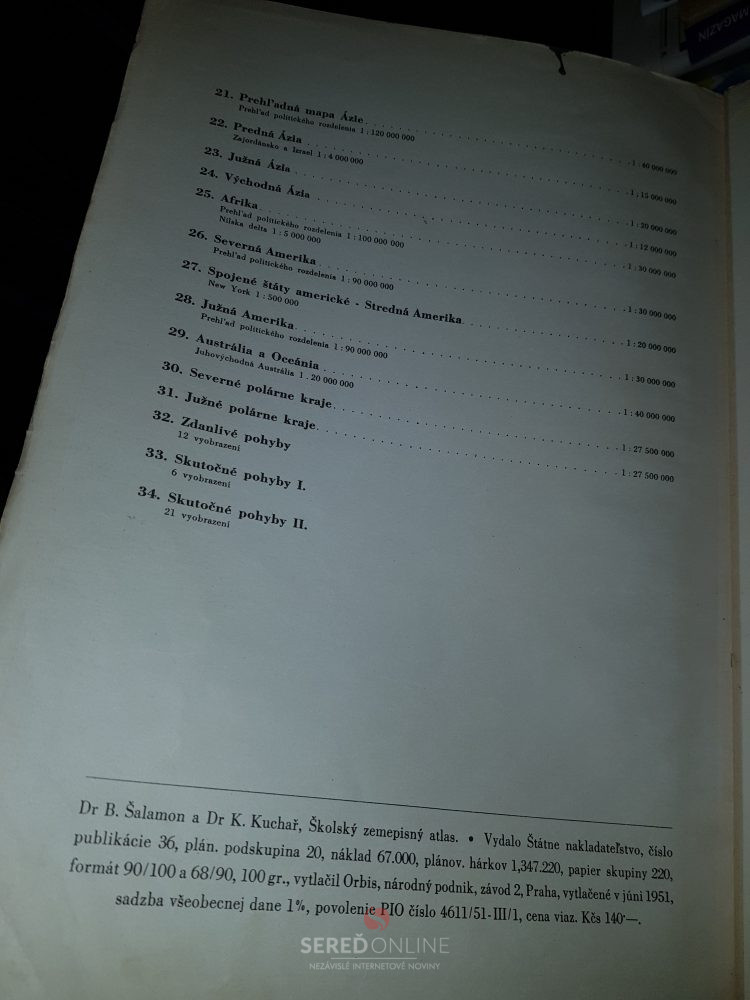 MAGAZIN
21. Prehľadná mapa Ázie 1 : 40 000 000
Prehľad politického rozdelenia 1 : 120 000 000
22. Predná Ázia 1 : 15 000 000
Zajordánsko a Izrael 1 : 4 000 000
23. Južná Ázia 1 : 20 000 000
24. Východná Ázia 1 : 12 000 000
25. Afrika 1 : 30 000 000
Prehľad politického rozdelenia 1 : 100 000 000
Nílska delta 1 : 5 000 000
26. Severná Amerika 1 : 30 000 000
Prehľad politického rozdelenia 1 : 90 000 000
27. Spojené štáty americké - Stredná Amerika 1 : 20 000 000
New York 1 : 500 000
28. Južná Amerika 1 : 30 000 000
Prehľad politického rozdelenia 1 : 90 000 000
29. Austrália a Oceánia 1 : 40 000 000
Juhovýchodná Austrália 1 . 20 000 000
30. Severné polárne kraje 1 : 27 500 000
31. Južné polárne kraje 1 : 27 500 000
32. Zdanlivé pohyby
12 vyobrazení
33. Skutočné pohyby I.
6 vyobrazení
34. Skutočné pohyby II.
21 vyobrazení
Dr B. Šalamon a Dr K. Kuchař, Školský zemepisný atlas. • Vydalo Štátne nakladateľstvo, číslo
publikácie 36, plán. podskupina 20, náklad 67.000, plánov. hárkov 1,347.220, papier skupiny 220,
formát 90/100 a 68/90, 100 gr., vytlačil Orbis, národný podnik, závod 2, Praha, vytlačené v júni 1951,
sadzba všeobecnej dane 1%, povolenie PIO číslo 4611/51-III/1, cena viaz. Kčs 140·—.
SEREĎ ONLINE
NEZÁVISLÉ INTERNETOVÉ NOVINY